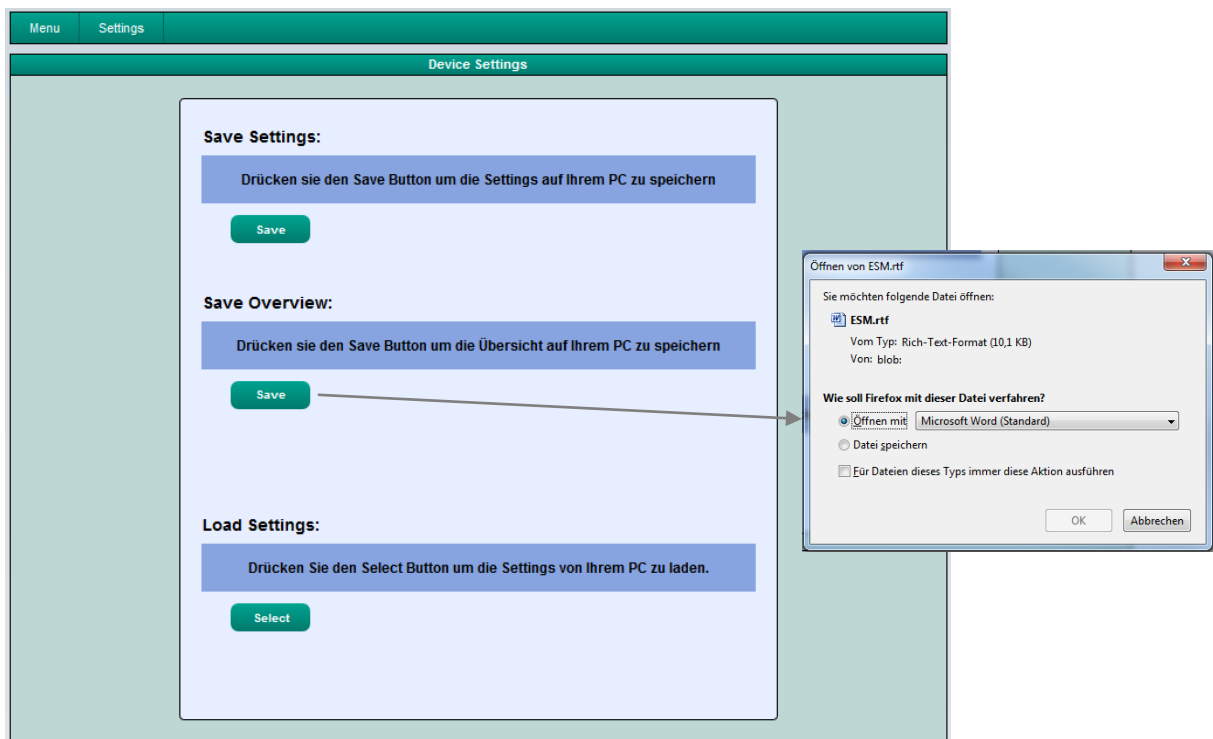 Menu Settings
Device Settings
Save Settings:
Drücken sie den Save Button um die Settings auf Ihrem PC zu speichern
Save
Save Overview:
Drücken sie den Save Button um die Übersicht auf Ihrem PC zu speichern
Save
Load Settings:
Drücken Sie den Select Button um die Settings von Ihrem PC zu laden.
Select
Öffnen von ESM.rtf
Sie möchten folgende Datei öffnen:
ESM.rtf
Vom Typ: Rich-Text-Format (10,1 KB)
Von: blob:
Wie soll Firefox mit dieser Datei verfahren?
Öffnen mit Microsoft Word (Standard)
Datei speichern
Für Dateien dieses Typs immer diese Aktion ausführen
OK Abbrechen